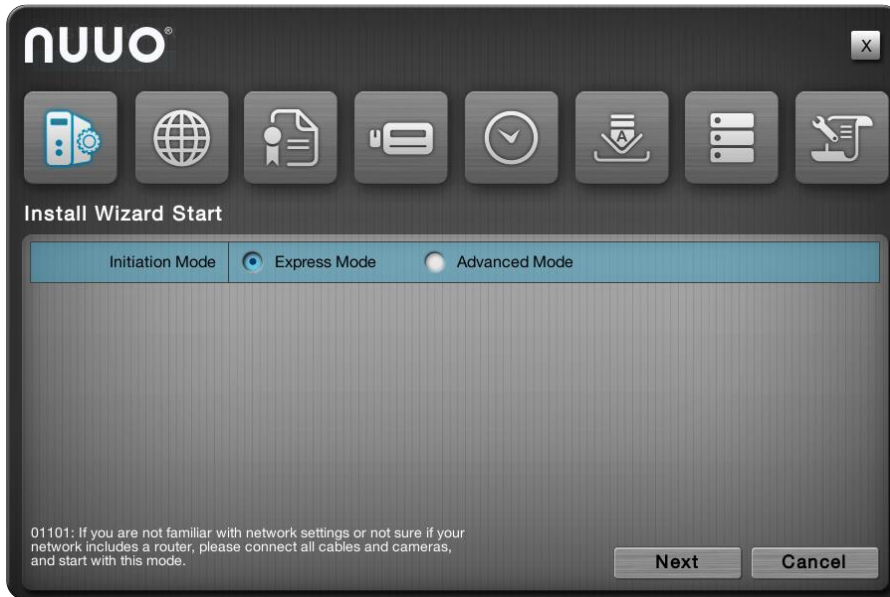 nuuo®
X
A
Install Wizard Start
Initiation Mode Express Mode Advanced Mode
01101: If you are not familiar with network settings or not sure if your
network includes a router, please connect all cables and cameras,
and start with this mode.
Next Cancel